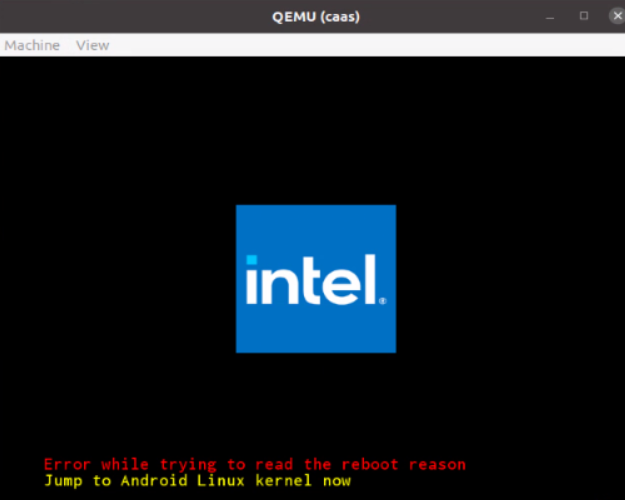 QEMU (caas)
Machine View
intel®
Error while trying to read the reboot reason
Jump to Android Linux kernel now